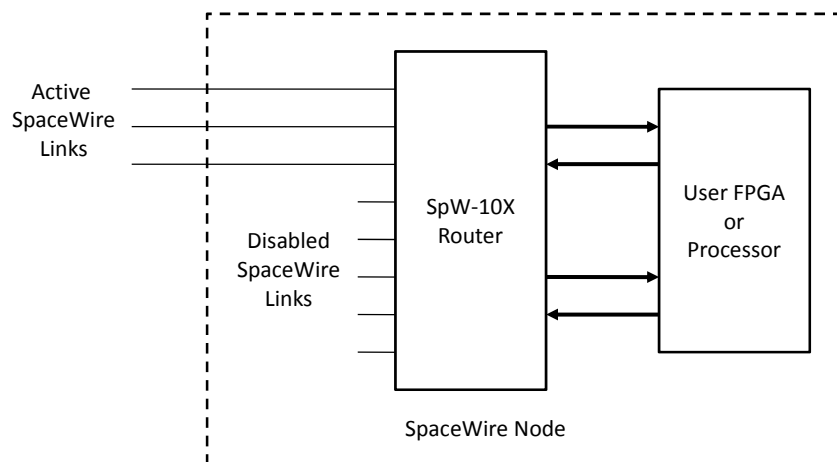 Active
SpaceWire
Links
Disabled
SpaceWire
Links
SpW-10X
Router
User FPGA
or
Processor
SpaceWire Node